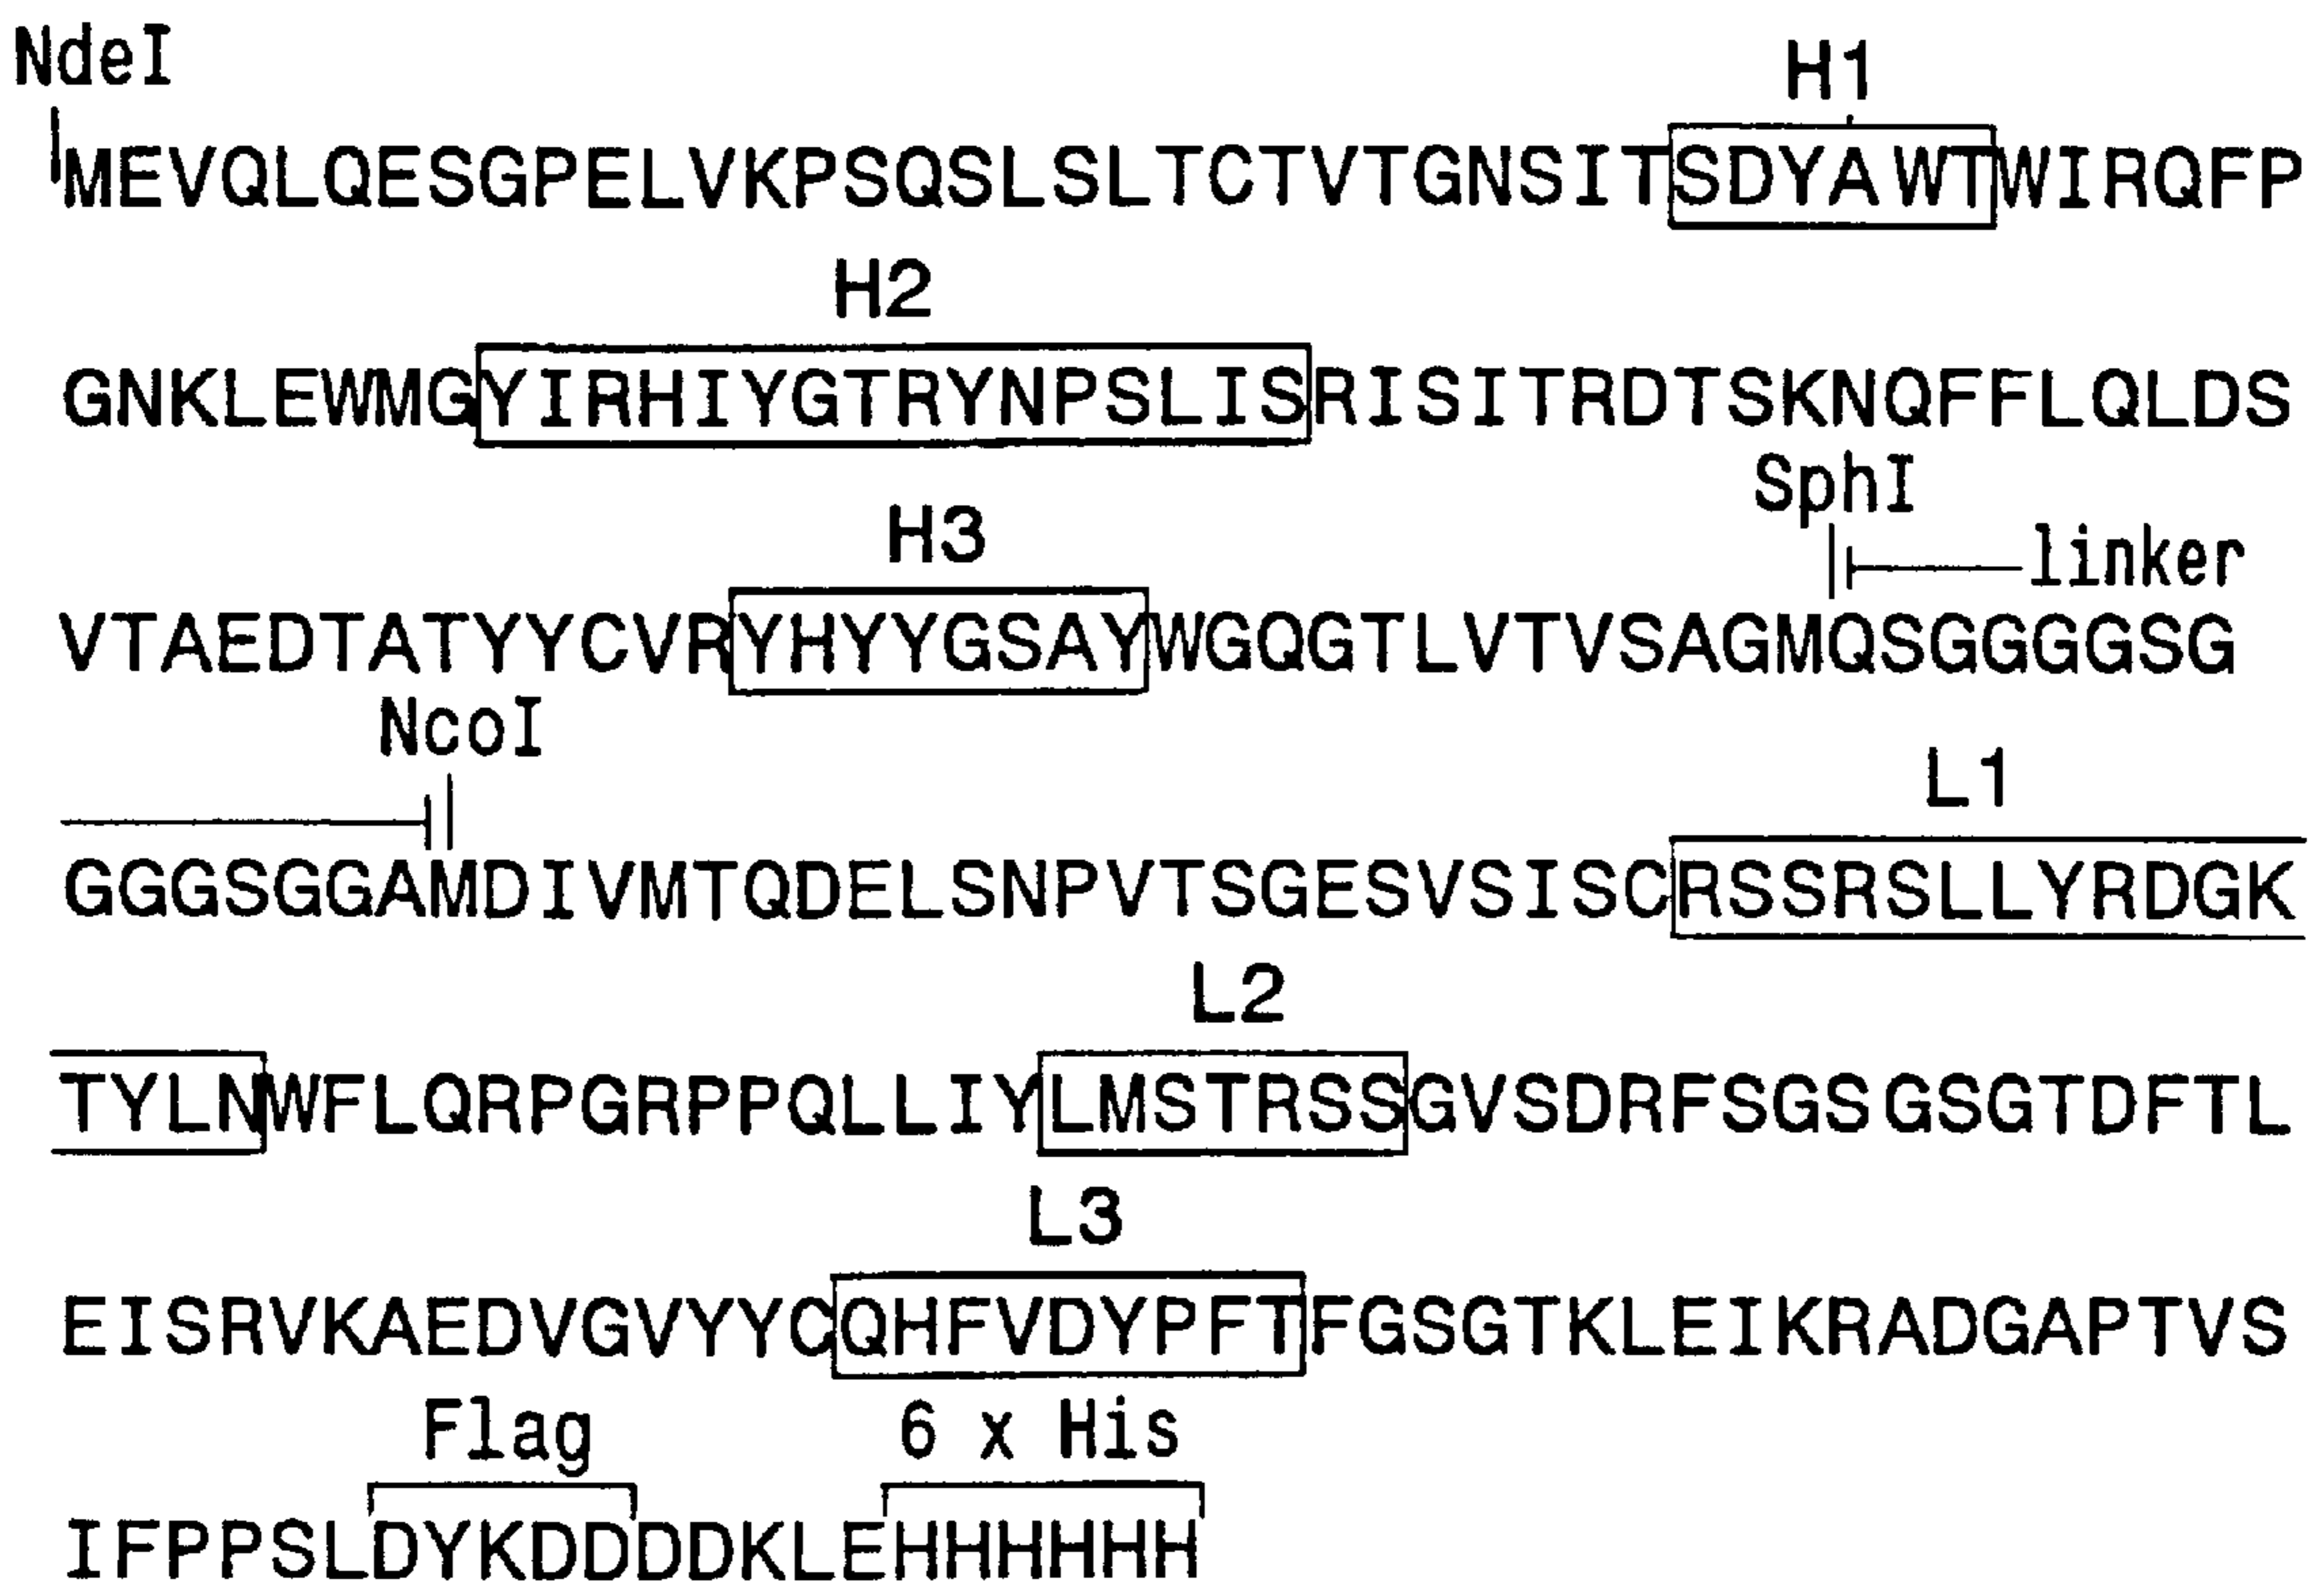 NdeI
H1
MEVQLQESGPELVKPSQSLSLTCTVTGNSITSDYAWTWIRQFP
H2
GNKLEWMGYIRHIYGTRYNPSLISRISITRDTSKNQFFLQLDS
SphI
H3 linker
VTAEDTATYYCVRYHYYGSAYWGQGTLVTVSAGMQSGGGGSG
NcoI
L1
GGGSGGAMDIVMTQDELSNPVTSGESVSISCRSSRSLLYRDGK
L2
TYLNWFLQRPGRPPQLLIYLMSTRSSGVSDRFSGSGSGTDFTL
L3
EISRVKAEDVGVYYCQHFVDYPFTFGSGTKLEIKRADGAPTVS
Flag 6 x His
IFPPSLDYKDDDDDKLEHHHHHH